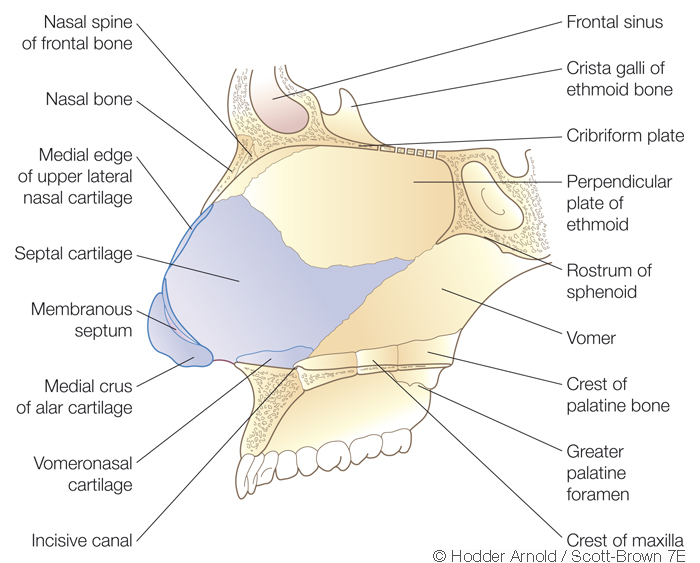 Nasal spine
of frontal bone
Nasal bone
Medial edge
of upper lateral
nasal cartilage
Septal cartilage
Membranous
septum
Medial crus
of alar cartilage
Vomeronasal
cartilage
Incisive canal
Frontal sinus
Crista galli of
ethmoid bone
Cribriform plate
Perpendicular
plate of
ethmoid
Rostrum of
sphenoid
Vomer
Crest of
palatine bone
Greater
palatine
foramen
Crest of maxilla
© Hodder Arnold / Scott-Brown 7E